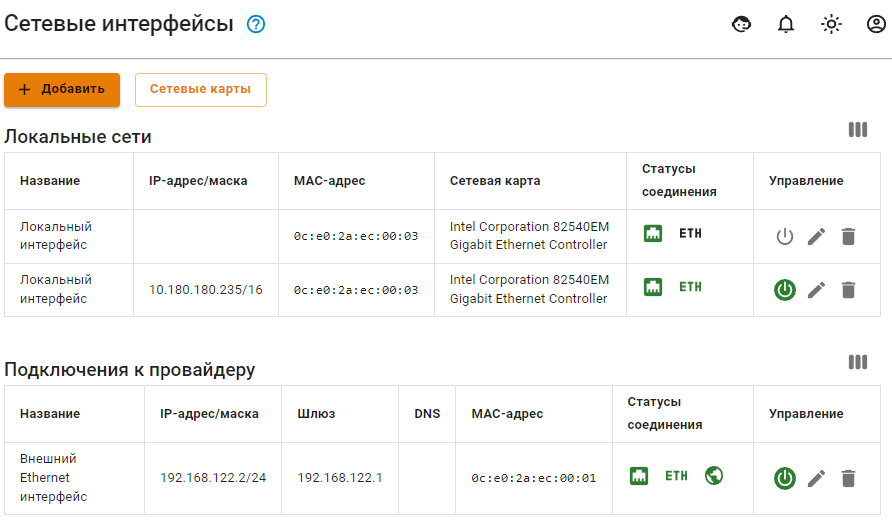 Сетевые интерфейсы ?
+ Добавить Сетевые карты
Локальные сети
Название IP-адрес/маска MAC-адрес Сетевая карта Статусы соединения Управление
Локальный интерфейс 0c:e0:2a:ec:00:03 Intel Corporation 82540EM Gigabit Ethernet Controller ETH
Локальный интерфейс 10.180.180.235/16 0c:e0:2a:ec:00:03 Intel Corporation 82540EM Gigabit Ethernet Controller ETH
Подключения к провайдеру
Название IP-адрес/маска Шлюз DNS MAC-адрес Статусы соединения Управление
Внешний Ethernet интерфейс 192.168.122.2/24 192.168.122.1 0c:e0:2a:ec:00:01 ETH